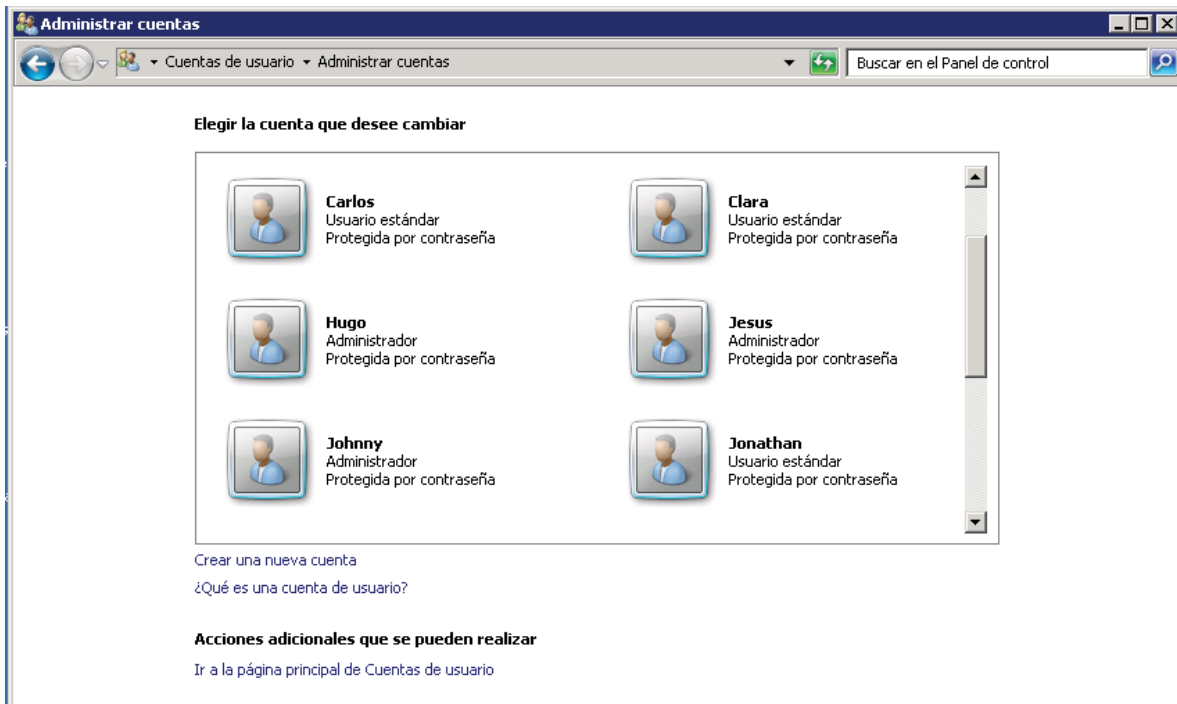 Administrar cuentas
Cuentas de usuario Administrar cuentas
Buscar en el Panel de control
Elegir la cuenta que desee cambiar
Carlos
Usuario estándar
Protegida por contraseña
Clara
Usuario estándar
Protegida por contraseña
Hugo
Administrador
Protegida por contraseña
Jesus
Administrador
Protegida por contraseña
Johnny
Administrador
Protegida por contraseña
Jonathan
Usuario estándar
Protegida por contraseña
Crear una nueva cuenta
¿Qué es una cuenta de usuario?
Acciones adicionales que se pueden realizar
Ir a la página principal de Cuentas de usuario